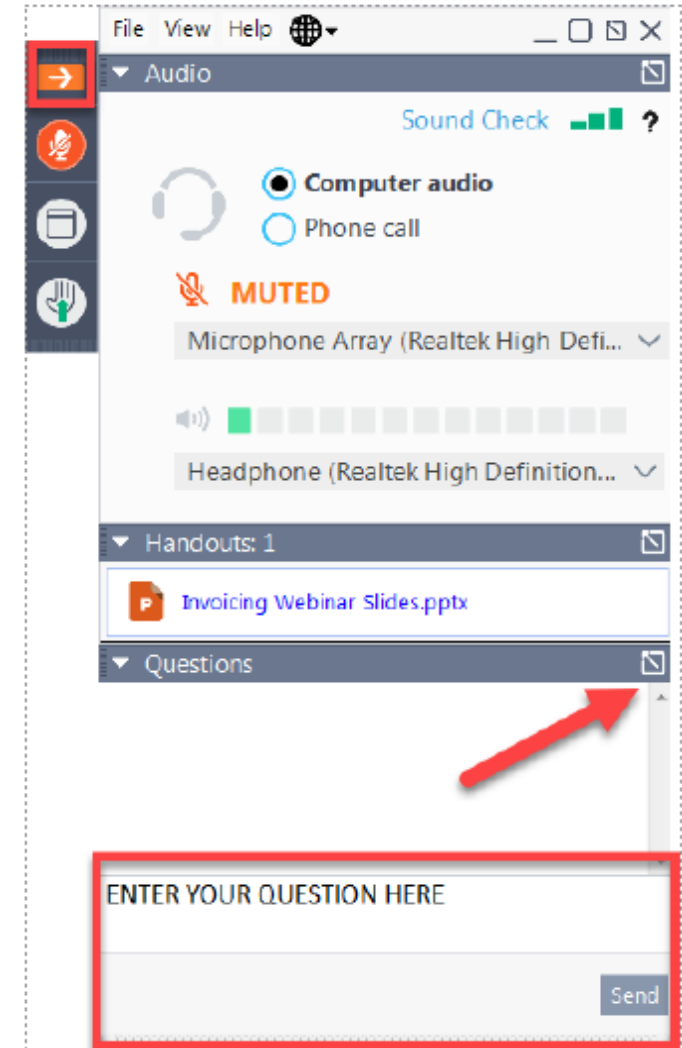 File View Help
Audio
Sound Check ?
Computer audio
Phone call
MUTED
Microphone Array (Realtek High Defi...
Headphone (Realtek High Definition...
Handouts: 1
P Invoicing Webinar Slides.pptx
Questions
ENTER YOUR QUESTION HERE
Send